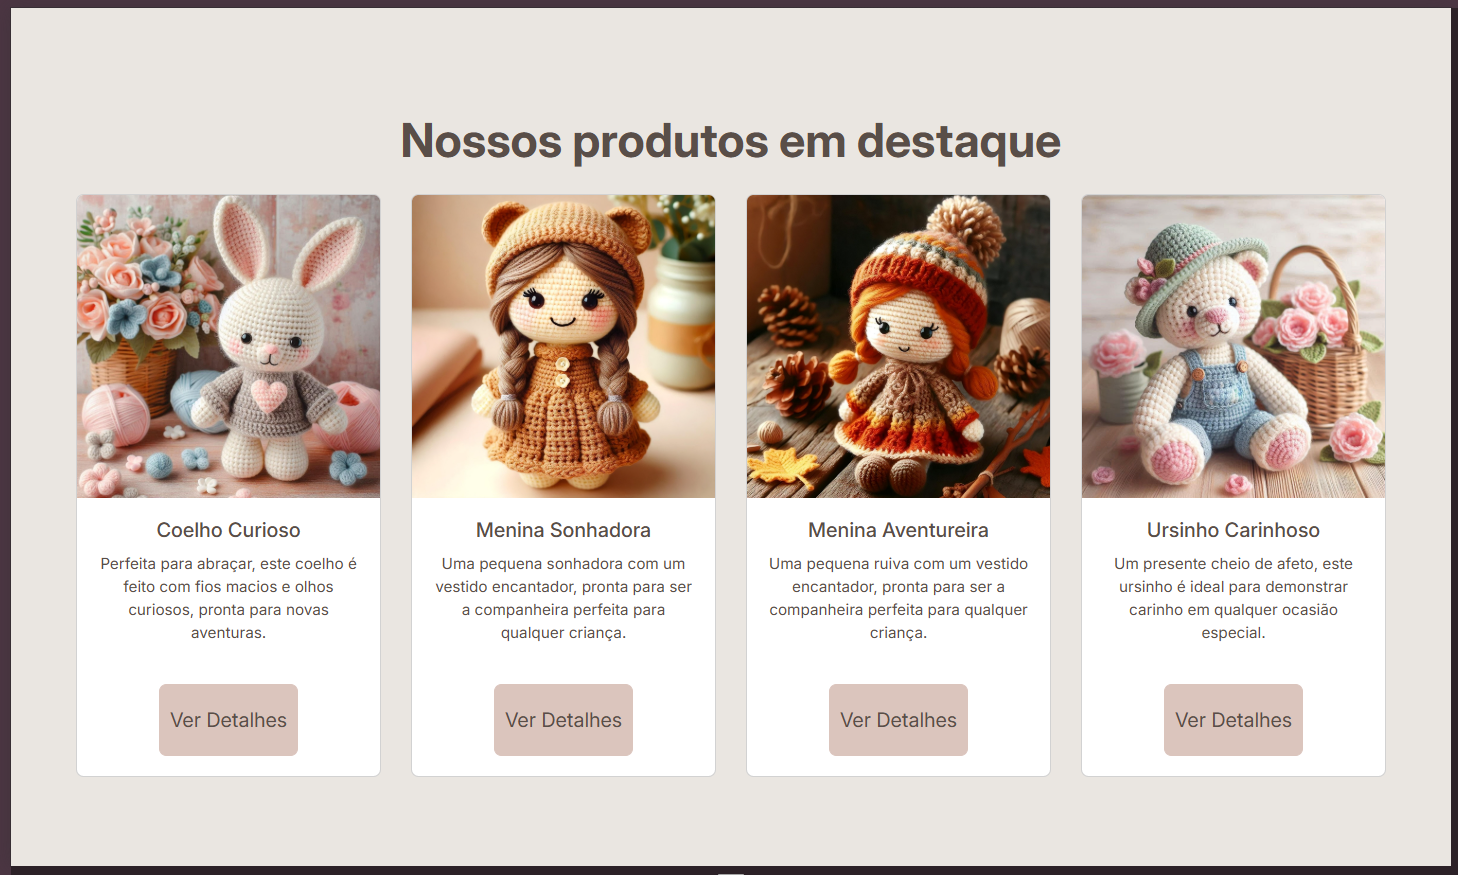 Nossos produtos em destaque
Coelho Curioso
Perfeita para abraçar, este coelho é
feito com fios macios e olhos
curiosos, pronta para novas
aventuras.
Ver Detalhes
Menina Sonhadora
Uma pequena sonhadora com um
vestido encantador, pronta para ser
a companheira perfeita para
qualquer criança.
Ver Detalhes
Menina Aventureira
Uma pequena ruiva com um vestido
encantador, pronta para ser a
companheira perfeita para qualquer
criança.
Ver Detalhes
Ursinho Carinhoso
Um presente cheio de afeto, este
ursinho é ideal para demonstrar
carinho em qualquer ocasião
especial.
Ver Detalhes